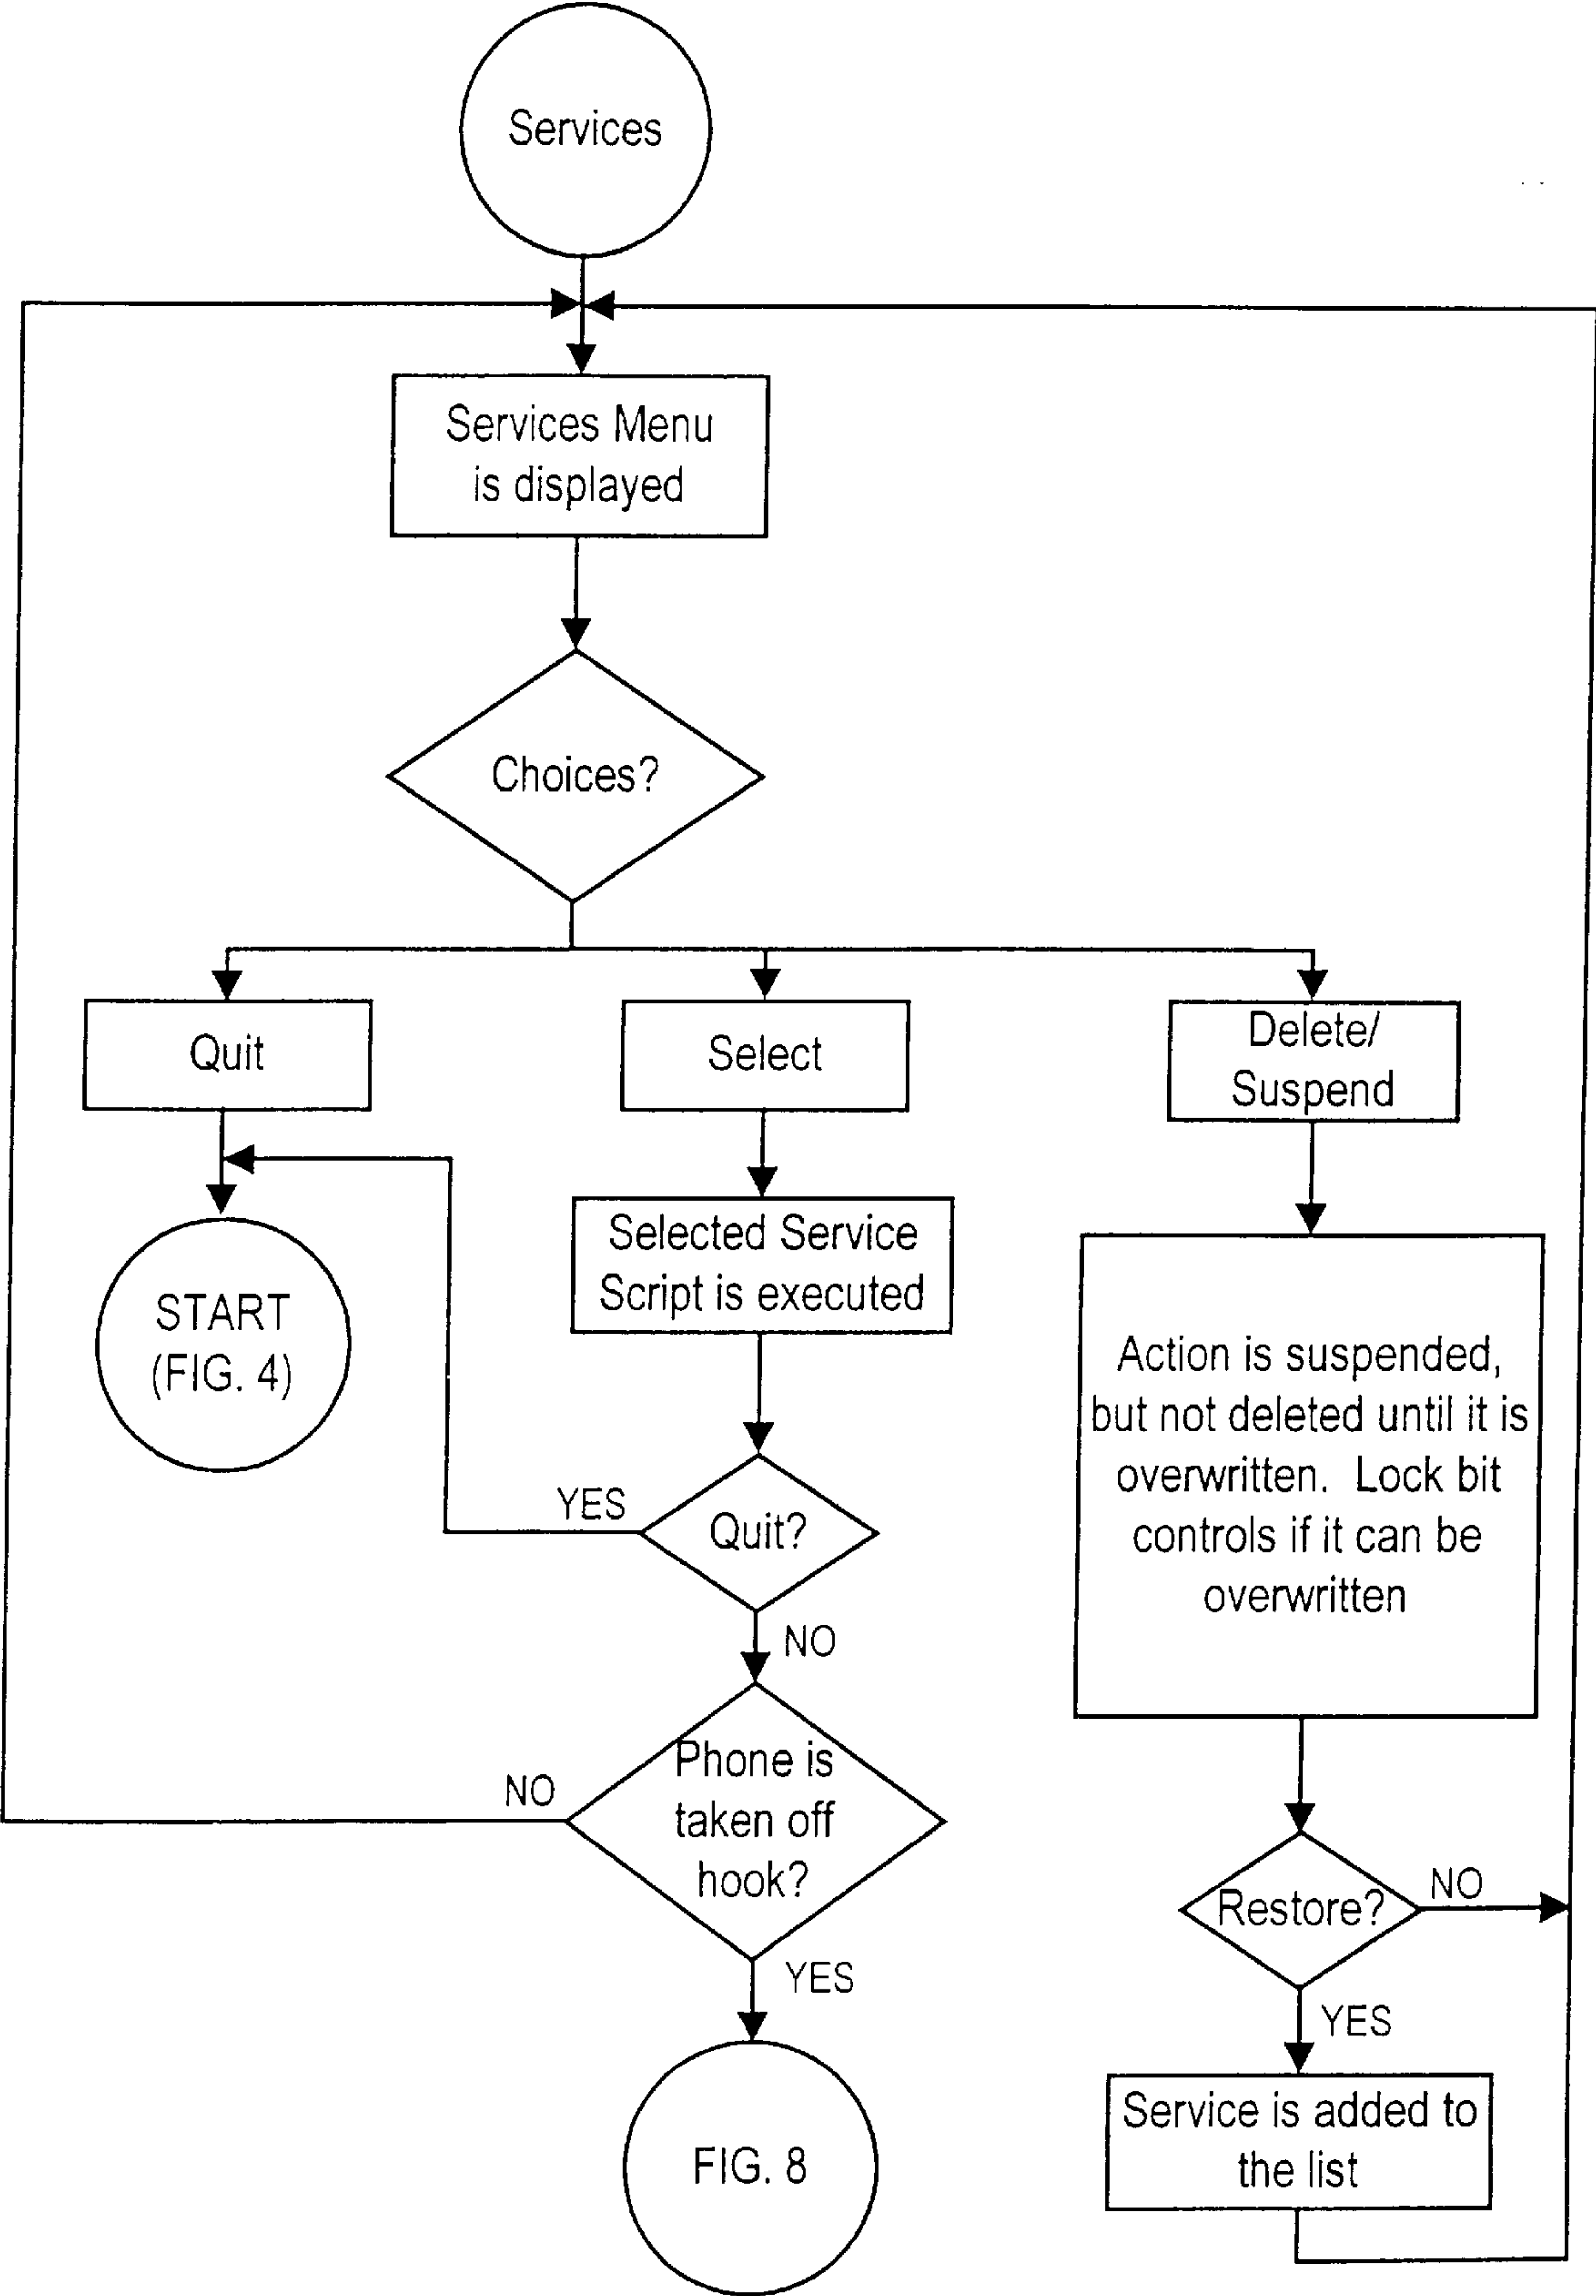 Services
Services Menu
is displayed
Choices?
Quit
Select
Delete/
Suspend
START
(FIG. 4)
Selected Service
Script is executed
Action is suspended,
but not deleted until it is
overwritten. Lock bit
controls if it can be
overwritten
YES
Quit?
NO
Phone is
taken off
hook?
NO
YES
FIG. 8
Restore?
NO
YES
Service is added to
the list